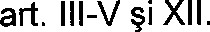 art. III-V şi XII.